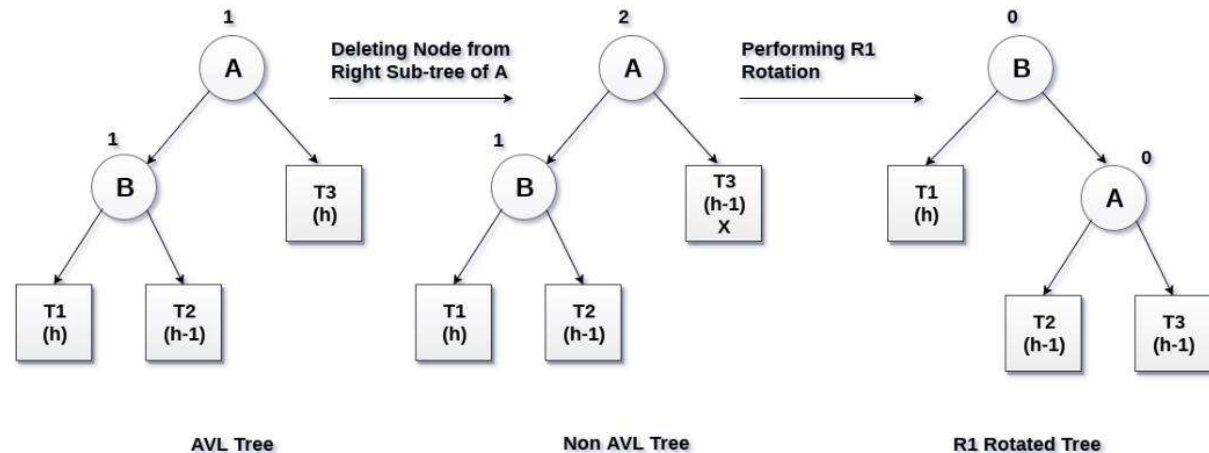 1
A
1
B
T3
(h)
T1
(h)
T2
(h-1)
AVL Tree
Deleting Node from
Right Sub-tree of A
2
A
1
B
T3
(h-1)
X
T1
(h)
T2
(h-1)
Non AVL Tree
Performing R1
Rotation
0
B
T1
(h)
0
A
T2
(h-1)
T3
(h-1)
R1 Rotated Tree